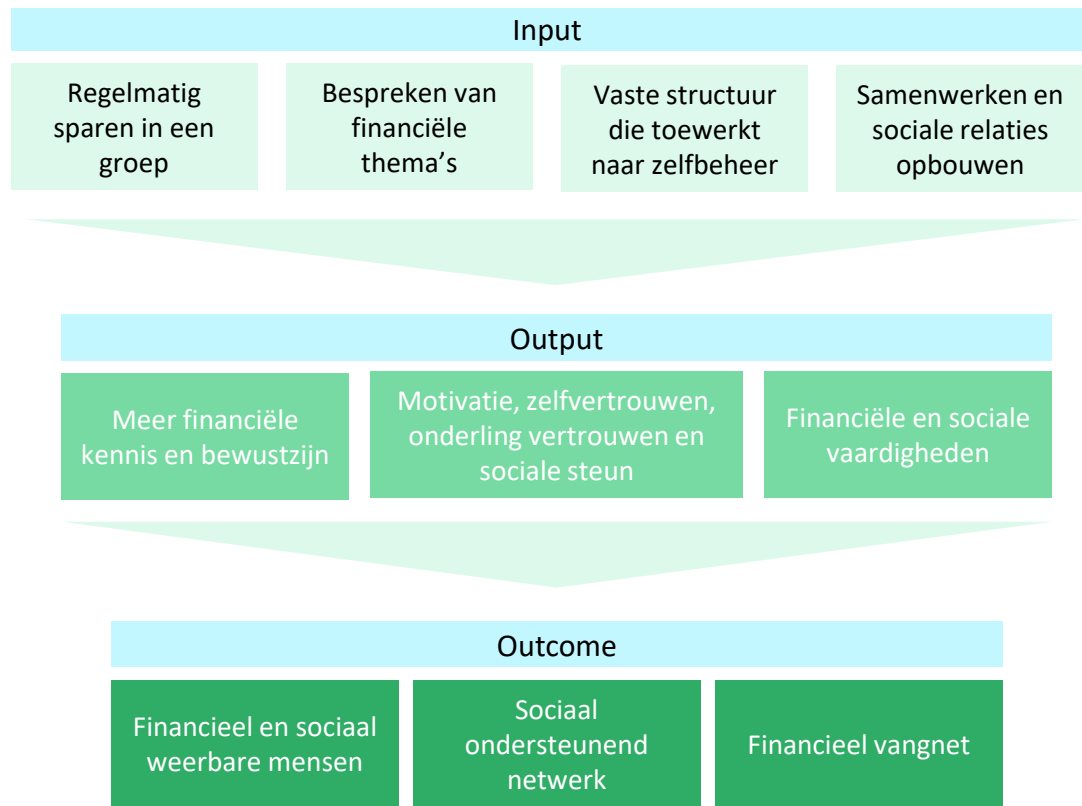 Input
Regelmatig
sparen in een
groep
Bespreken van
financiële
thema's
Vaste structuur
die toewerkt
naar zelfbeheer
Samenwerken en
sociale relaties
opbouwen
Output
Meer financiële
kennis en bewustzijn
Motivatie, zelfvertrouwen,
onderling vertrouwen en
sociale steun
Financiële en sociale
vaardigheden
Outcome
Financieel en sociaal
weerbare mensen
Sociaal
ondersteunend
netwerk
Financieel vangnet